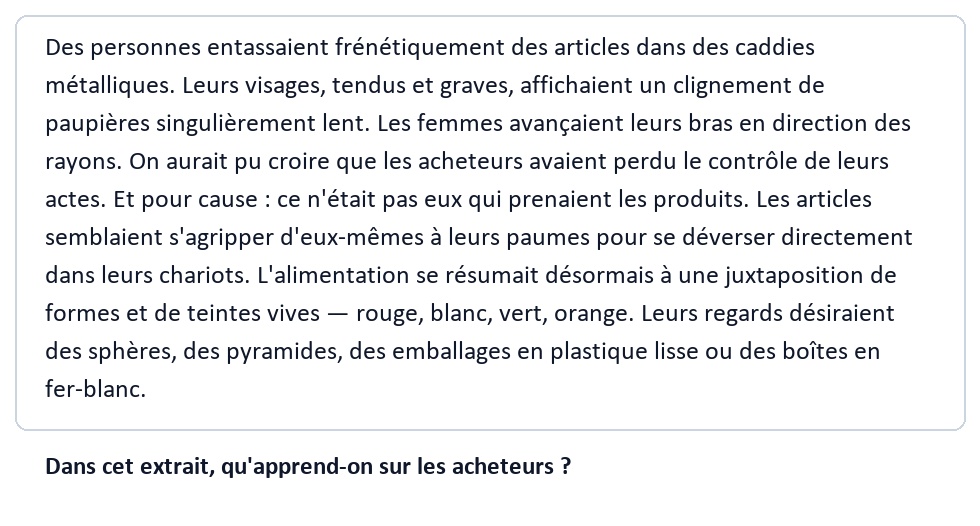 Des personnes entassaient frénétiquement des articles dans des caddies
métalliques. Leurs visages, tendus et graves, affichaient un clignement de
paupières singulièrement lent. Les femmes avançaient leurs bras en direction des
rayons. On aurait pu croire que les acheteurs avaient perdu le contrôle de leurs
actes. Et pour cause : ce n'était pas eux qui prenaient les produits. Les articles
semblaient s'agripper d'eux-mêmes à leurs paumes pour se déverser directement
dans leurs chariots. L'alimentation se résumait désormais à une juxtaposition de
formes et de teintes vives — rouge, blanc, vert, orange. Leurs regards désiraient
des sphères, des pyramides, des emballages en plastique lisse ou des boîtes en
fer-blanc.
Dans cet extrait, qu'apprend-on sur les acheteurs ?